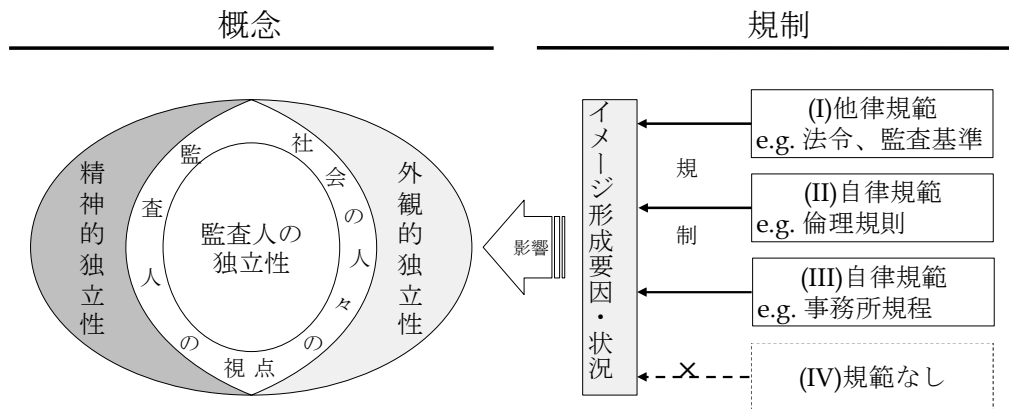 概念
規制
精神的独立性
監査人の視点
社会の人々の視点
監査人の
独立性
外観的独立性
影響
イメージ形成要因・状況
規制
(I)他律規範
e.g. 法令、監査基準
(II)自律規範
e.g. 倫理規則
(III)自律規範
e.g. 事務所規程
×
(IV)規範なし